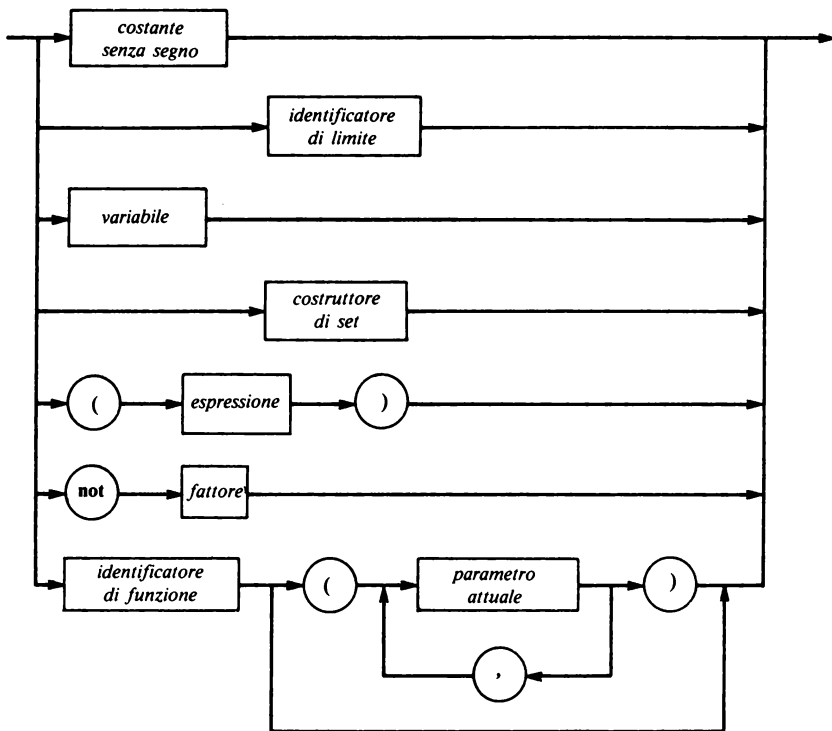 costante
senza segno
identificatore
di limite
variabile
costruttore
di set
( espressione )
not fattore
identificatore
di funzione
( parametro
attuale )
,